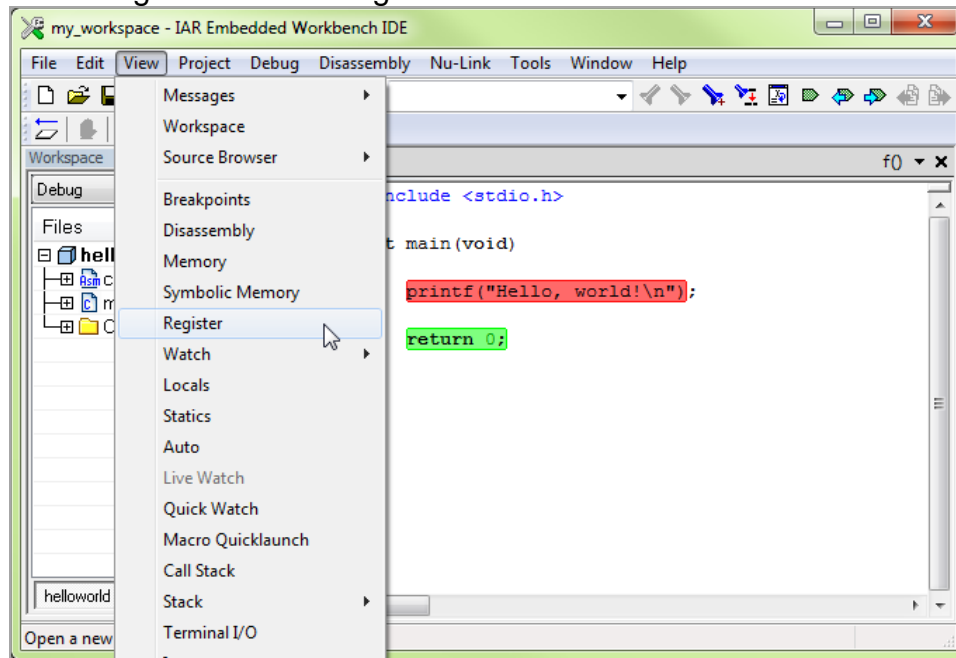 my_workspace - IAR Embedded Workbench IDE
File Edit View Project Debug Disassembly Nu-Link Tools Window Help
Messages
Workspace
Source Browser
Breakpoints
Disassembly
Memory
Symbolic Memory
Register
Watch
Locals
Statics
Auto
Live Watch
Quick Watch
Macro Quicklaunch
Call Stack
Stack
Terminal I/O
Workspace
Debug
Files
hell
Asm c
c m
C
helloworld
Open a new
f()
nclude <stdio.h>
t main(void)
printf("Hello, world!\n");
return 0;